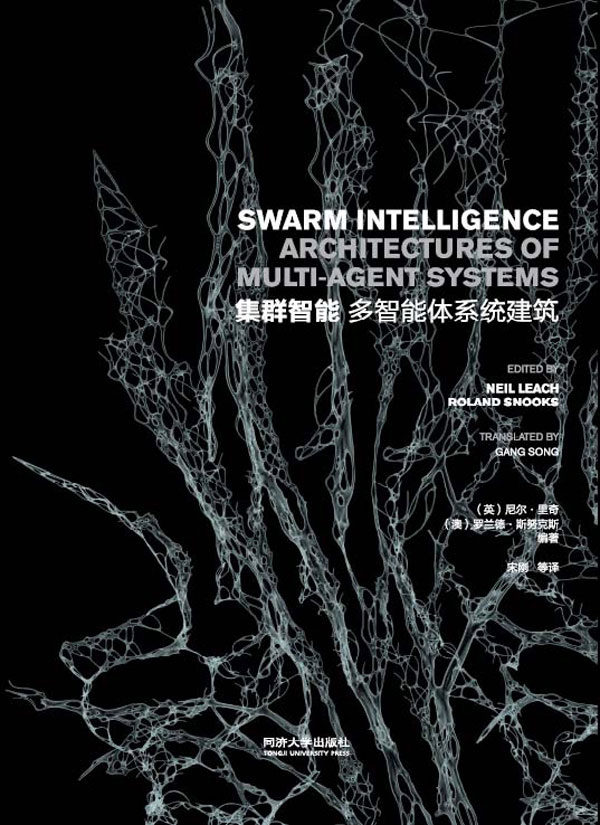 SWARM INTELLIGENCE
ARCHITECTURES OF
MULTI-AGENT SYSTEMS
集群智能 多智能体系统建筑
EDITED BY
NEIL LEACH
ROLAND SNOOKS
TRANSLATED BY
GANG SONG
（英）尼尔·里奇
（澳）罗兰德·斯努克斯
编著
宋刚 等译
同济大学出版社
TONGJI UNIVERSITY PRESS